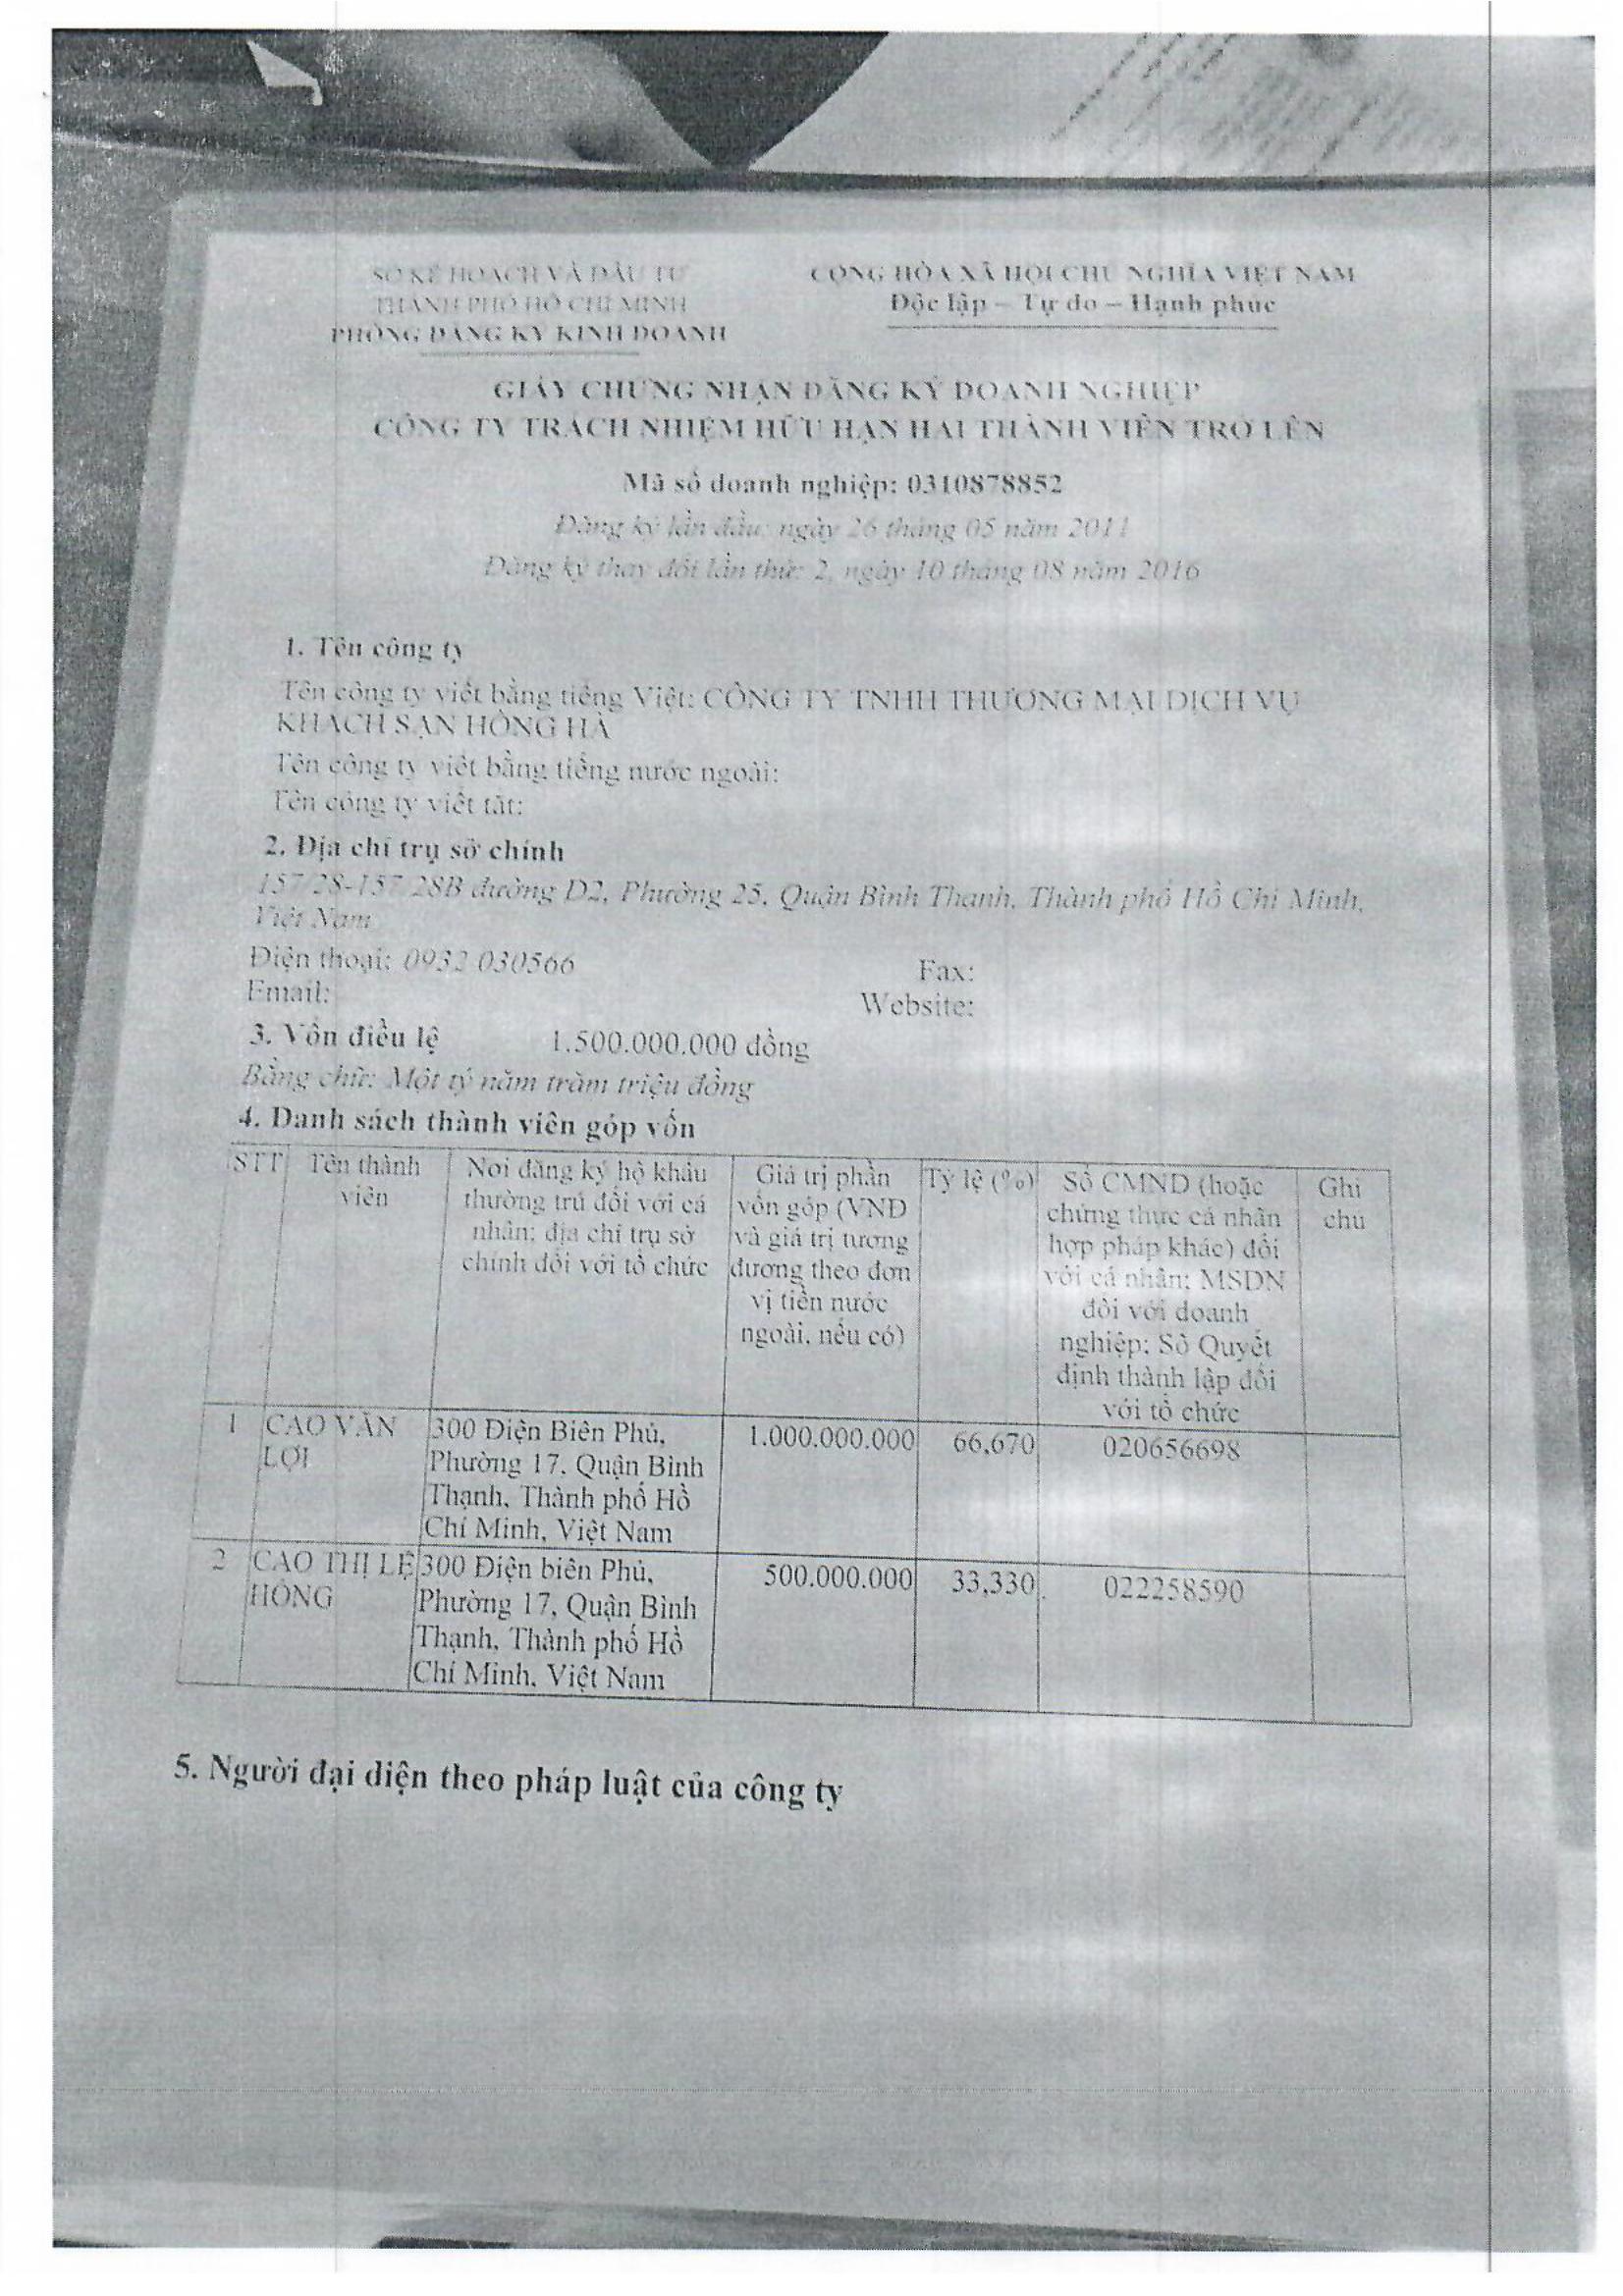 SỞ KẾ HOẠCH VÀ ĐẦU TƯ
THÀNH PHỐ HỒ CHÍ MINH
PHÒNG ĐĂNG KÝ KINH DOANH
CỘNG HÒA XÃ HỘI CHỦ NGHĨA VIỆT NAM
Độc lập – Tự do – Hạnh phúc
GIẤY CHỨNG NHẬN ĐĂNG KÝ DOANH NGHIỆP
CÔNG TY TRÁCH NHIỆM HỮU HẠN HAI THÀNH VIÊN TRỞ LÊN
Mã số doanh nghiệp: 0310878852
Đăng ký lần đầu: ngày 26 tháng 05 năm 2011
Đăng ký thay đổi lần thứ: 2, ngày 10 tháng 08 năm 2016
1. Tên công ty
Tên công ty viết bằng tiếng Việt: CÔNG TY TNHH THƯƠNG MẠI DỊCH VỤ
KHÁCH SẠN HỒNG HÀ
Tên công ty viết bằng tiếng nước ngoài:
Tên công ty viết tắt:
2. Địa chỉ trụ sở chính
157/28-157/28B đường D2, Phường 25, Quận Bình Thạnh, Thành phố Hồ Chí Minh,
Việt Nam
Điện thoại: 0932 030566
Fax:
Email:
Website:
3. Vốn điều lệ 1.500.000.000 đồng
Bằng chữ: Một tỷ năm trăm triệu đồng
4. Danh sách thành viên góp vốn
STT
Tên thành
viên
Nơi đăng ký hộ khẩu
thường trú đối với cá
nhân; địa chỉ trụ sở
chính đối với tổ chức
Giá trị phần
vốn góp (VNĐ
và giá trị tương
đương theo đơn
vị tiền nước
ngoài, nếu có)
Tỷ lệ (%)
Số CMND (hoặc
chứng thực cá nhân
hợp pháp khác) đối
với cá nhân; MSDN
đối với doanh
nghiệp; Số Quyết
định thành lập đối
với tổ chức
Ghi
chú
1
CAO VĂN
LỢI
300 Điện Biên Phủ,
Phường 17, Quận Bình
Thạnh, Thành phố Hồ
Chí Minh, Việt Nam
1.000.000.000
66,670
020656698
2
CAO THỊ LỆ
HỒNG
300 Điện biên Phủ,
Phường 17, Quận Bình
Thạnh, Thành phố Hồ
Chí Minh, Việt Nam
500.000.000
33,330
022258590
5. Người đại diện theo pháp luật của công ty